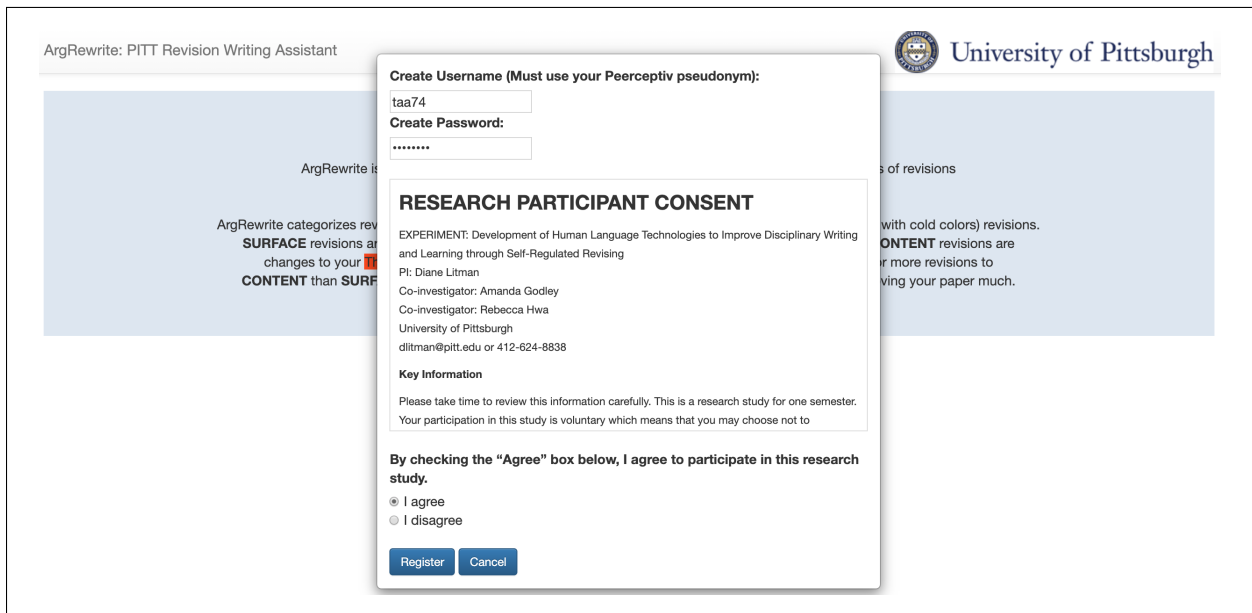 ArgRewrite: PITT Revision Writing Assistant
University of Pittsburgh
Create Username (Must use your Peerceptiv pseudonym):
taa74
Create Password:
••••••••
ArgRewrite is
s of revisions
ArgRewrite categorizes rev
with cold colors) revisions.
SURFACE revisions ar
ONTENT revisions are
changes to your Th
r more revisions to
CONTENT than SURF
ving your paper much.
RESEARCH PARTICIPANT CONSENT
EXPERIMENT: Development of Human Language Technologies to Improve Disciplinary Writing
and Learning through Self-Regulated Revising
PI: Diane Litman
Co-investigator: Amanda Godley
Co-investigator: Rebecca Hwa
University of Pittsburgh
dlitman@pitt.edu or 412-624-8838
Key Information
Please take time to review this information carefully. This is a research study for one semester.
Your participation in this study is voluntary which means that you may choose not to
By checking the “Agree” box below, I agree to participate in this research
study.
I agree
I disagree
Register Cancel